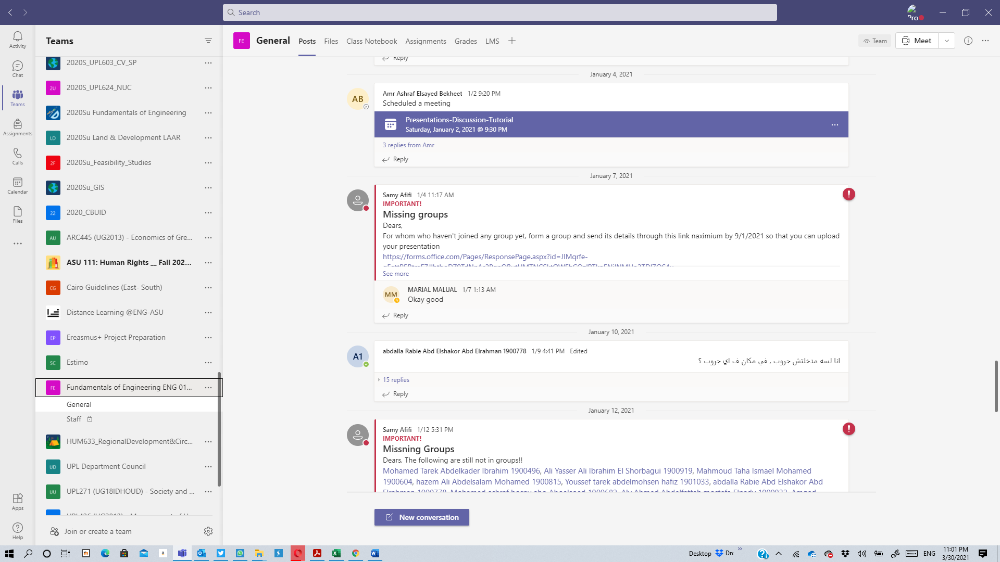 Search
Pro
Activity
Chat
Teams
Assignments
Calls
Calendar
Files
Apps
Help
Teams
2020S_UPL603_CV_SP
2U 2020S_UPL624_NUC
2020Su Fundamentals of Engineering
LD 2020Su Land & Development LAAR
2F 2020Su_Feasibility_Studies
2020Su_GIS
22 2020_CBUID
AU ARC445 (UG2013) - Economics of Gre...
ASU 111: Human Rights __ Fall 202...
CG Cairo Guidelines (East- South)
Distance Learning @ENG-ASU
EP Ereasmus+ Project Preparation
SC Estimo
FE Fundamentals of Engineering ENG 01...
General
Staff
HUM633_RegionalDevelopment&Circ...
UD UPL Department Council
UU UPL271 (UG18IDHOUD) - Society and ...
Join or create a team
FE General Posts Files Class Notebook Assignments Grades LMS
Team Meet
Reply
January 4, 2021
AB Amr Ashraf Elsayed Bekheet 1/2 9:20 PM
Scheduled a meeting
Presentations-Discussion-Tutorial
Saturday, January 2, 2021 @ 9:30 PM
3 replies from Amr
Reply
January 7, 2021
Samy Afifi 1/4 11:17 AM
IMPORTANT!
Missing groups
Dears,
For whom who haven't joined any group yet, form a group and send its details through this link naximium by 9/1/2021 so that you can upload
your presentation
https://forms.office.com/Pages/ResponsePage.aspx?id=JIMqrfe-
See more
MM MARIAL MALUAL 1/7 1:13 AM
Okay good
Reply
January 10, 2021
A1 abdalla Rabie Abd Elshakor Abd Elrahman 1900778 1/9 4:41 PM Edited
انا لسه مدخلتش جروب , في مكان ف اي جروب ؟
15 replies
Reply
January 12, 2021
Samy Afifi 1/12 5:31 PM
IMPORTANT!
Missning Groups
Dears, The following are still not in groups!!
Mohamed Tarek Abdelkader Ibrahim 1900496, Ali Yasser Ali Ibrahim El Shorbagui 1900919, Mahmoud Taha Ismael Mohamed
1900604, hazem Ali Abdelsalam Mohamed 1900815, Youssef tarek abdelmohsen hafiz 1901033, abdalla Rabie Abd Elshakor Abd
New conversation
Desktop
ENG
11:01 PM
3/30/2021